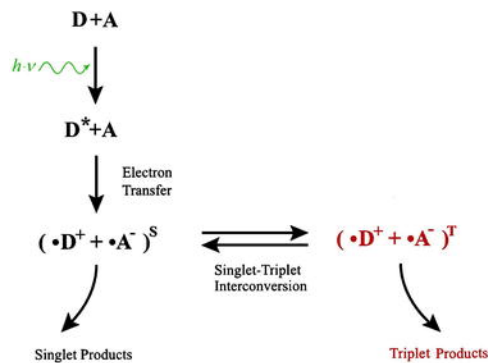 D+A
h·ν
D*+A
Electron
Transfer
( •D⁺ + •A⁻ )ˢ
( •D⁺ + •A⁻ )ᵀ
Singlet-Triplet
Interconversion
Singlet Products
Triplet Products